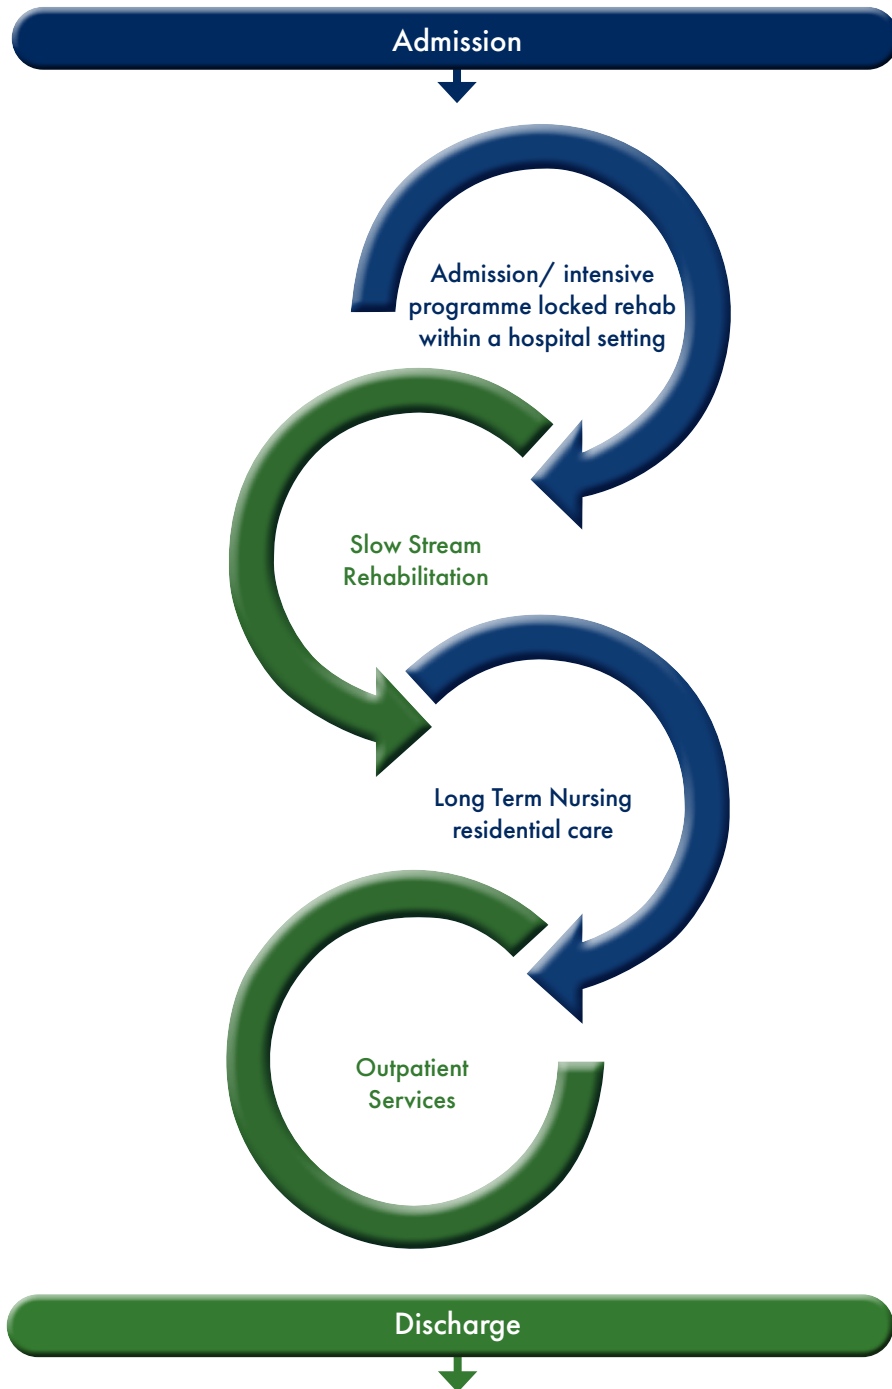 Admission
Admission/ intensive
programme locked rehab
within a hospital setting
Slow Stream
Rehabilitation
Long Term Nursing
residential care
Outpatient
Services
Discharge